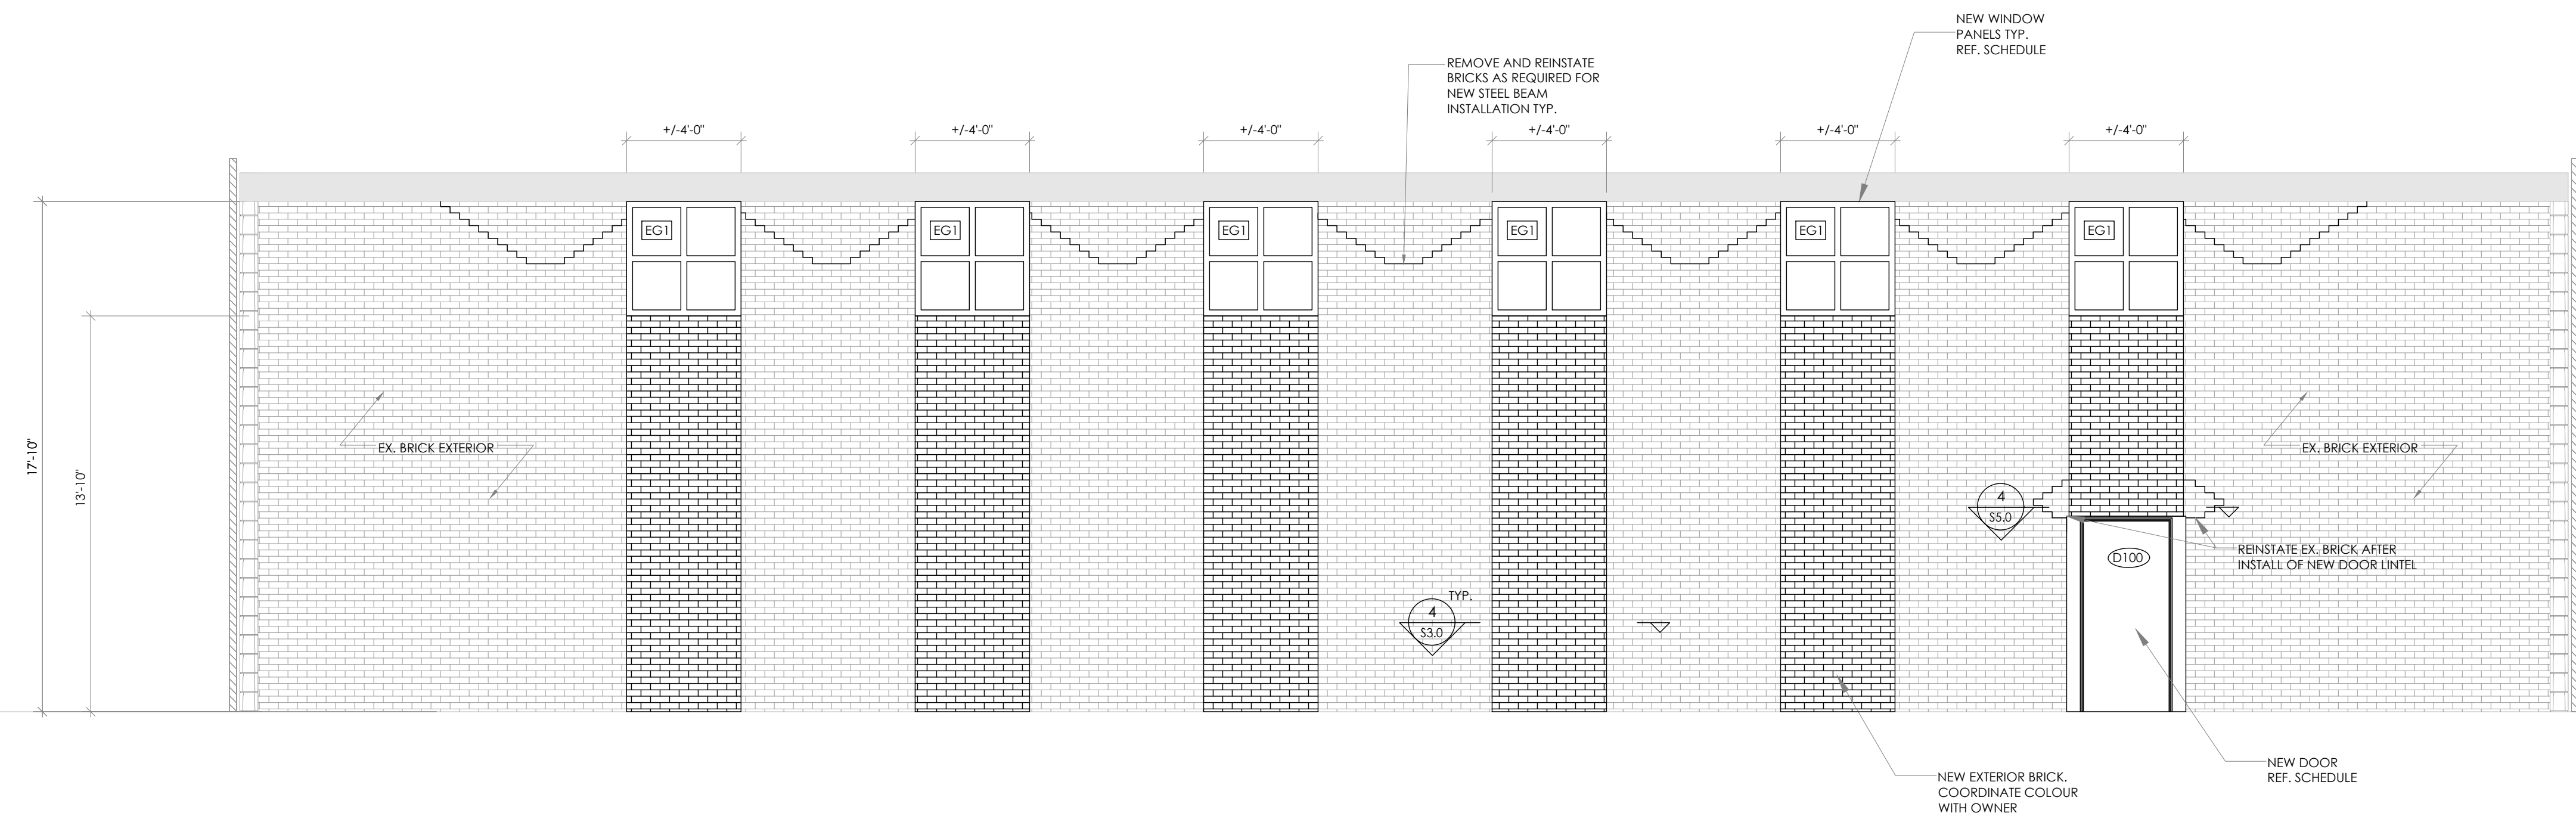 NEW WINDOW
PANELS TYP.
REF. SCHEDULE
REMOVE AND REINSTATE
BRICKS AS REQUIRED FOR
NEW STEEL BEAM
INSTALLATION TYP.
+/-4'-0"
+/-4'-0"
+/-4'-0"
+/-4'-0"
+/-4'-0"
+/-4'-0"
EG1
EG1
EG1
EG1
EG1
EG1
17'-10"
13'-10"
EX. BRICK EXTERIOR
EX. BRICK EXTERIOR
4
S5.0
REINSTATE EX. BRICK AFTER
INSTALL OF NEW DOOR LINTEL
D100
TYP.
4
S3.0
NEW DOOR
REF. SCHEDULE
NEW EXTERIOR BRICK.
COORDINATE COLOUR
WITH OWNER